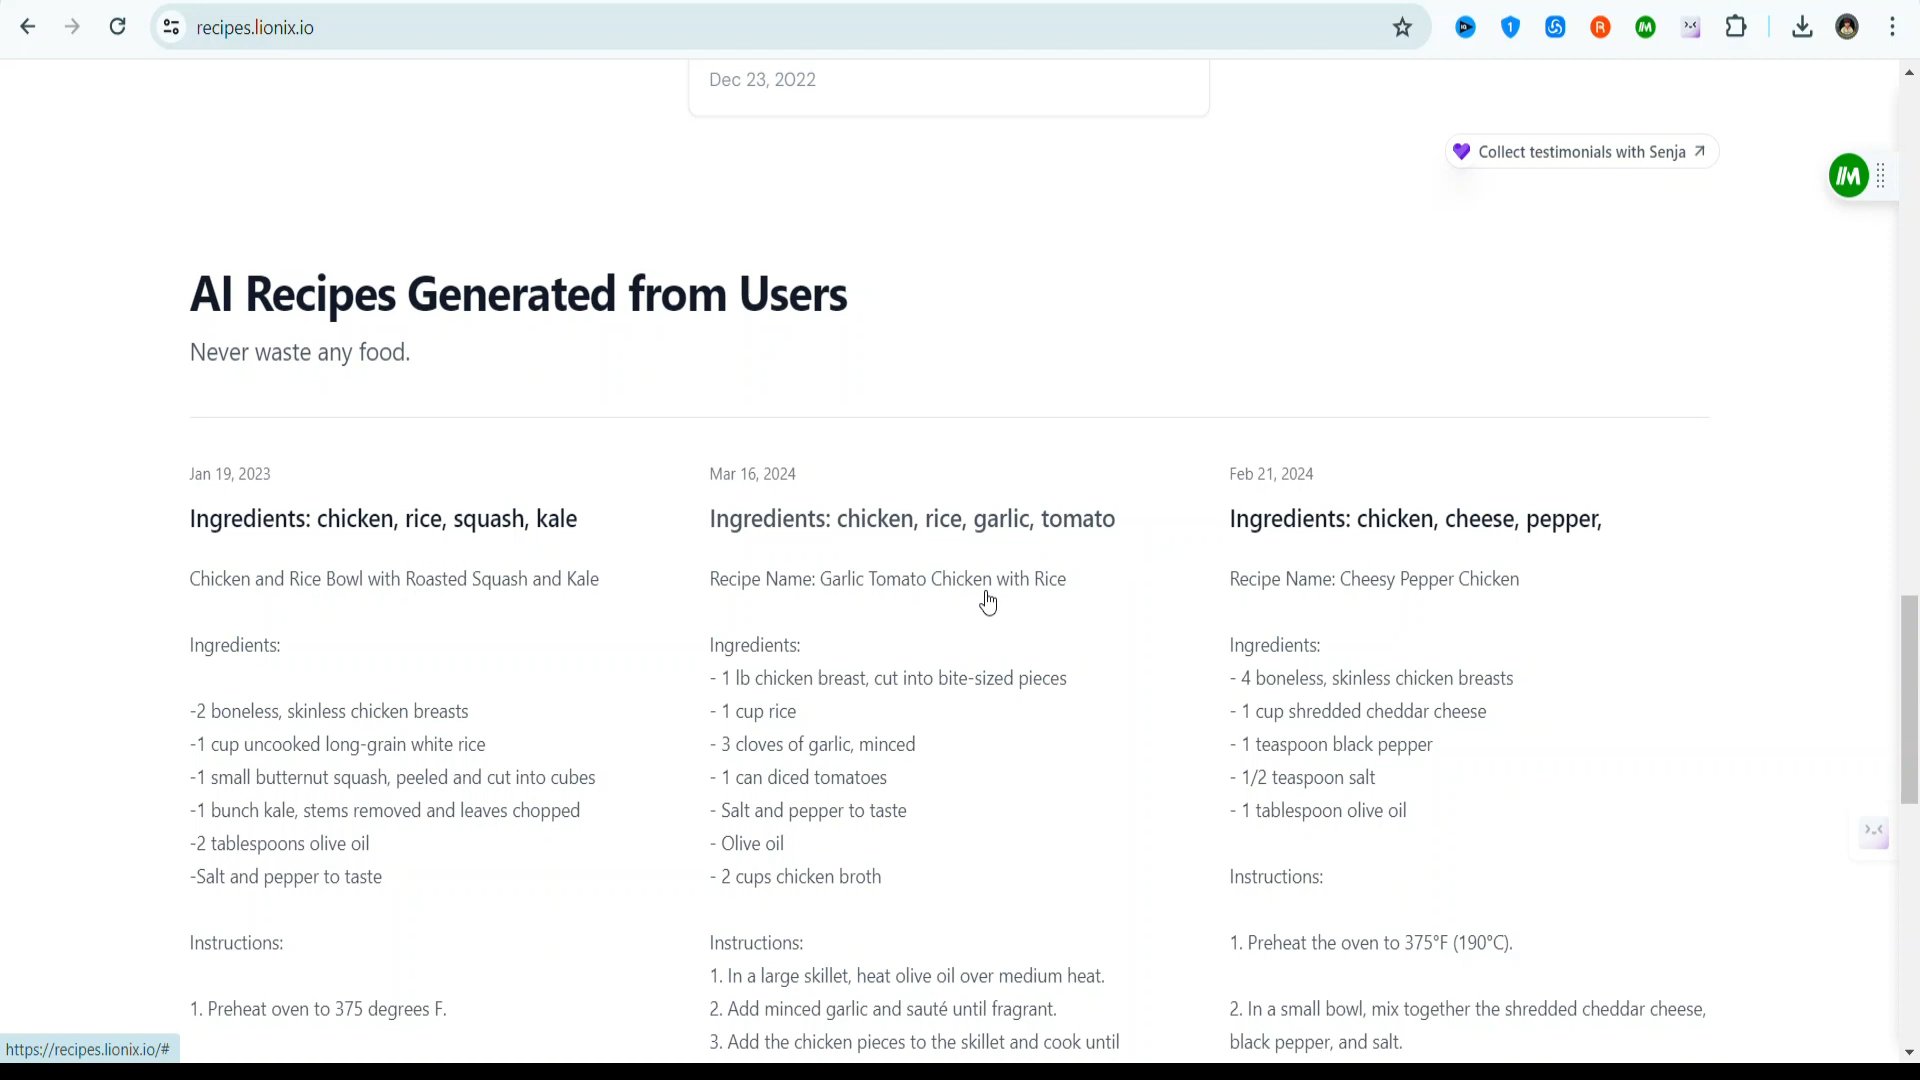 recipes.lionix.io
Dec 23, 2022
Collect testimonials with Senja
AI Recipes Generated from Users
Never waste any food.
Jan 19, 2023
Ingredients: chicken, rice, squash, kale
Chicken and Rice Bowl with Roasted Squash and Kale
Ingredients:
-2 boneless, skinless chicken breasts
-1 cup uncooked long-grain white rice
-1 small butternut squash, peeled and cut into cubes
-1 bunch kale, stems removed and leaves chopped
-2 tablespoons olive oil
-Salt and pepper to taste
Instructions:
1. Preheat oven to 375 degrees F.
Mar 16, 2024
Ingredients: chicken, rice, garlic, tomato
Recipe Name: Garlic Tomato Chicken with Rice
Ingredients:
- 1 lb chicken breast, cut into bite-sized pieces
- 1 cup rice
- 3 cloves of garlic, minced
- 1 can diced tomatoes
- Salt and pepper to taste
- Olive oil
- 2 cups chicken broth
Instructions:
1. In a large skillet, heat olive oil over medium heat.
2. Add minced garlic and sauté until fragrant.
3. Add the chicken pieces to the skillet and cook until
Feb 21, 2024
Ingredients: chicken, cheese, pepper,
Recipe Name: Cheesy Pepper Chicken
Ingredients:
- 4 boneless, skinless chicken breasts
- 1 cup shredded cheddar cheese
- 1 teaspoon black pepper
- 1/2 teaspoon salt
- 1 tablespoon olive oil
Instructions:
1. Preheat the oven to 375°F (190°C).
2. In a small bowl, mix together the shredded cheddar cheese,
black pepper, and salt.
https://recipes.lionix.io/#